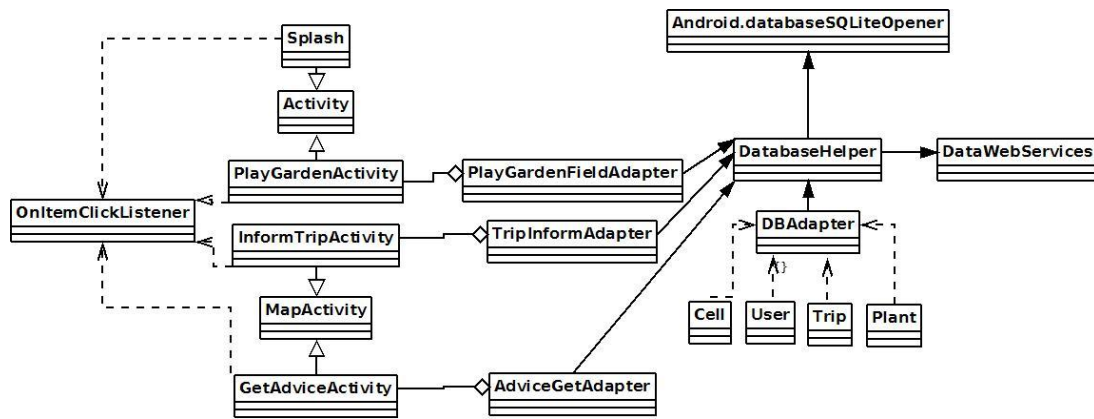 Android.databaseSQLiteOpener
Splash
Activity
PlayGardenActivity
PlayGardenFieldAdapter
DatabaseHelper
DataWebServices
OnItemClickListener
InformTripActivity
TripInformAdapter
DBAdapter
{}
MapActivity
Cell
User
Trip
Plant
GetAdviceActivity
AdviceGetAdapter